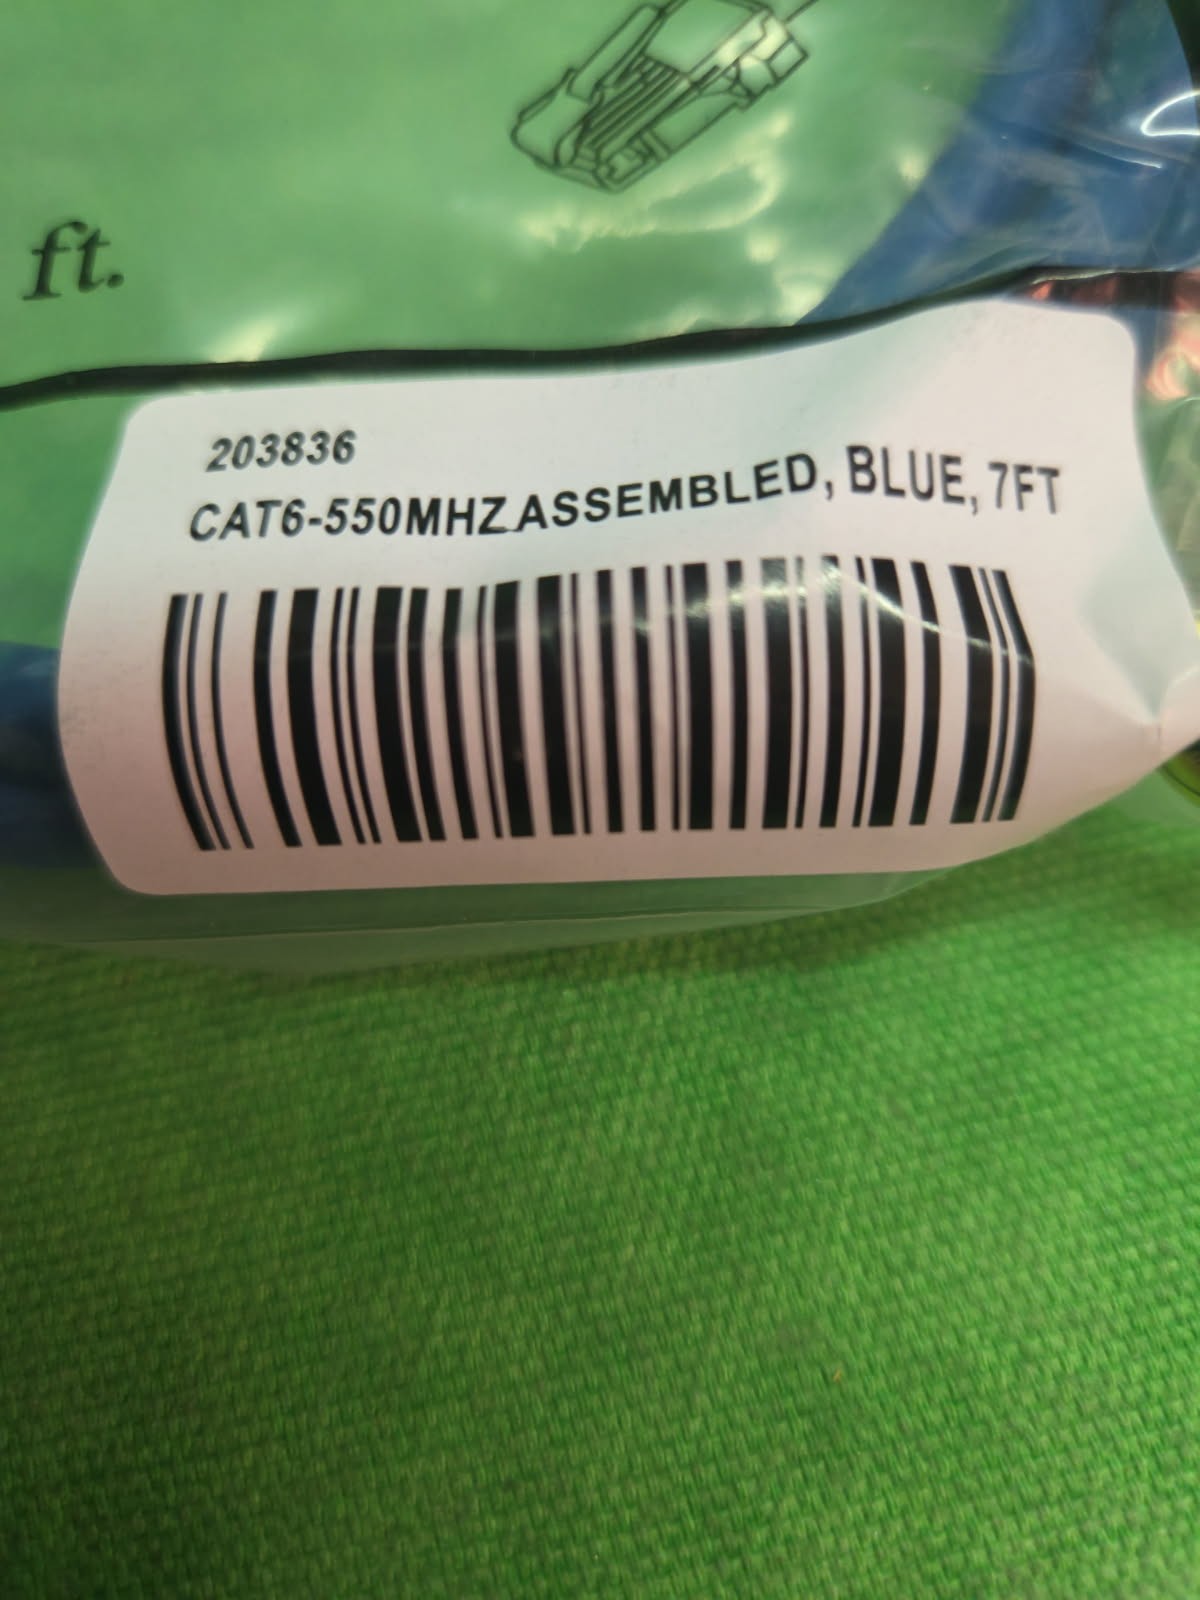 ft.
203836
CAT6-550MHZ ASSEMBLED, BLUE, 7FT